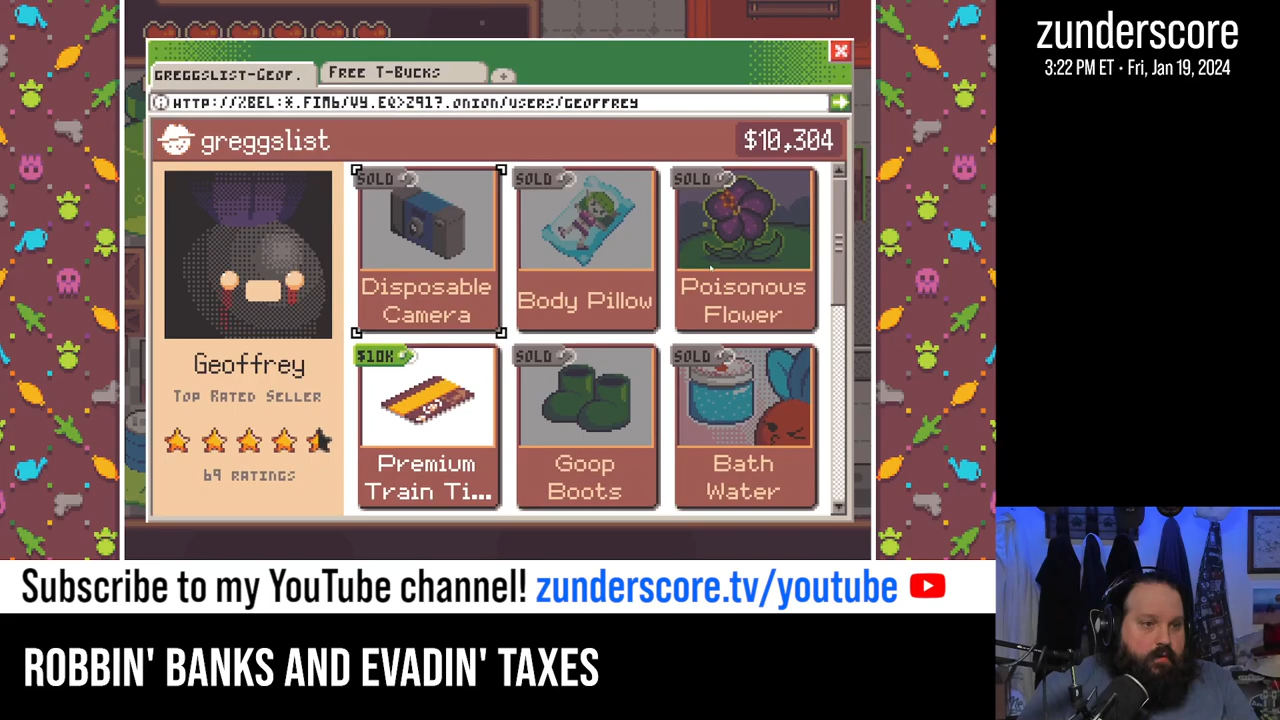 zunderscore
3:22 PM ET • Fri, Jan 19, 2024
GREGGSLIST-GEOF.
FREE T-BUCKS
+
greggslist
$10,304
SOLD
SOLD
SOLD
Disposable
Camera
Body Pillow
Poisonous
Flower
Geoffrey
TOP RATED SELLER
69 RATINGS
$10K
SOLD
SOLD
Premium
Train Ti...
Goop
Boots
Bath
Water
Subscribe to my YouTube channel! zunderscore.tv/youtube
ROBBIN' BANKS AND EVADIN' TAXES